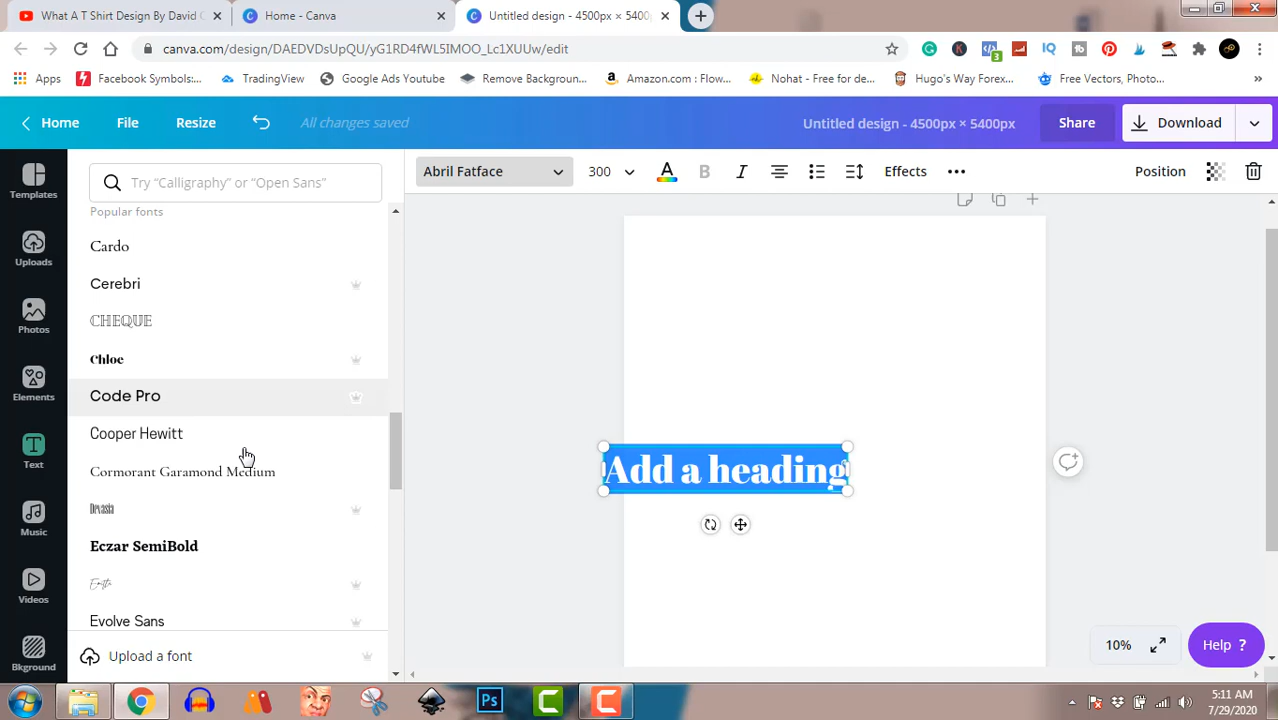 What A T Shirt Design By David C
Home - Canva
Untitled design - 4500px × 5400p
canva.com/design/DAEDVDsUpQU/yG1RD4fWL5IMOO_Lc1XUUw/edit
Apps
Facebook Symbols:...
TradingView
Google Ads Youtube
Remove Backgroun...
Amazon.com : Flow...
Nohat - Free for de...
Hugo's Way Forex...
Free Vectors, Photo...
Home
File
Resize
All changes saved
Untitled design - 4500px × 5400px
Share
Download
Templates
Uploads
Photos
Elements
Text
Music
Videos
Bkground
Try “Calligraphy” or “Open Sans”
Popular fonts
Cardo
Cerebri
CHEQUE
Chloe
Code Pro
Cooper Hewitt
Cormorant Garamond Medium
Eczar SemiBold
Evolve Sans
Upload a font
Abril Fatface
300
A
B
I
Effects
Position
Add a heading
10%
Help ?
Ps
5:11 AM
7/29/2020